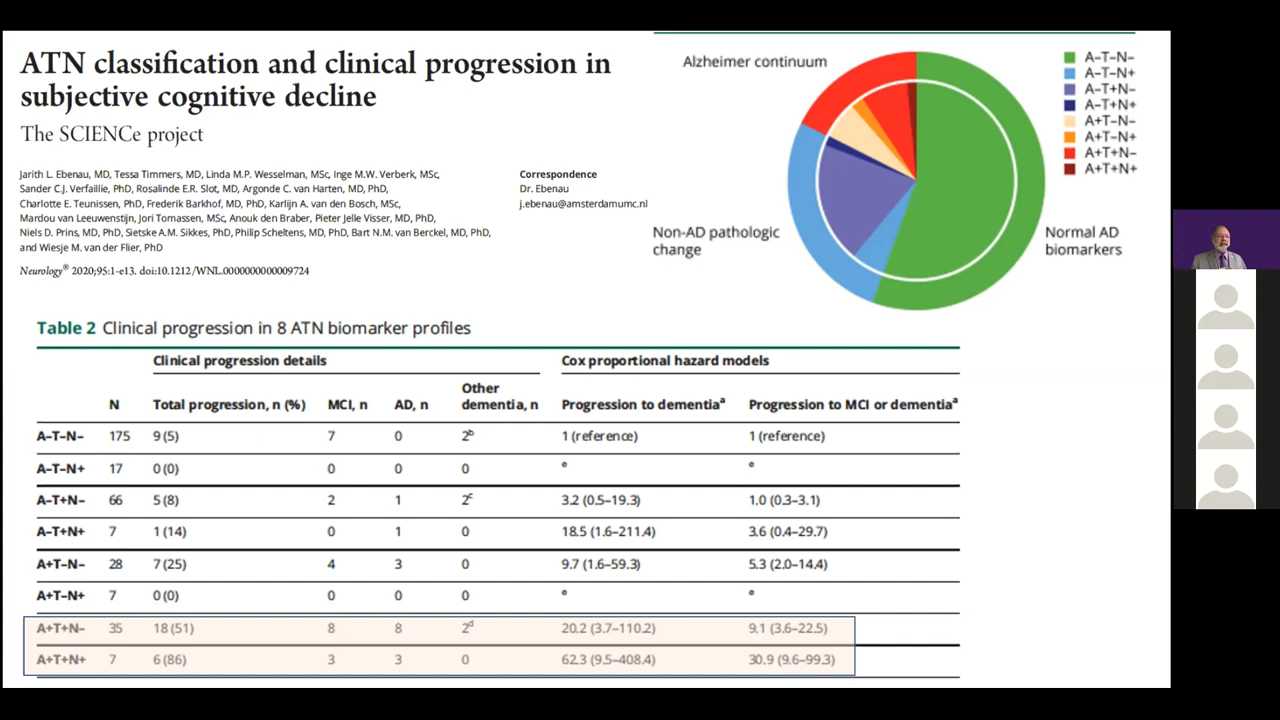 ATN classification and clinical progression in
subjective cognitive decline
The SCIENCe project
Jarith L. Ebenau, MD, Tessa Timmers, MD, Linda M.P. Wesselman, MSc, Inge M.W. Verberk, MSc,
Sander C.J. Verfaillie, PhD, Rosalinde E.R. Slot, MD, Argonde C. van Harten, MD, PhD,
Charlotte E. Teunissen, PhD, Frederik Barkhof, MD, PhD, Karlijn A. van den Bosch, MSc,
Mardou van Leeuwenstijn, Jori Tomassen, MSc, Anouk den Braber, MSc, Pieter Jelle Visser, MD, PhD,
Niels D. Prins, MD, PhD, Sietske A.M. Sikkes, PhD, Philip Scheltens, MD, PhD, Bart N.M. van Berckel, MD, PhD,
and Wiesje M. van der Flier, PhD
Correspondence
Dr. Ebenau
j.ebenau@amsterdamumc.nl
Neurology® 2020;95:1-e13. doi:10.1212/WNL.0000000000009724
Alzheimer continuum
Non-AD pathologic
change
Normal AD
biomarkers
A–T–N–
A–T–N+
A–T+N–
A–T+N+
A+T–N–
A+T–N+
A+T+N–
A+T+N+
Table 2 Clinical progression in 8 ATN biomarker profiles
Clinical progression details Cox proportional hazard models
N Total progression, n (%) MCI, n AD, n Other dementia, n Progression to dementiaª Progression to MCI or dementiaª
A–T–N– 175 9 (5) 7 0 2ᵇ 1 (reference) 1 (reference)
A–T–N+ 17 0 (0) 0 0 0 ᵉ ᵉ
A–T+N– 66 5 (8) 2 1 2ᶜ 3.2 (0.5–19.3) 1.0 (0.3–3.1)
A–T+N+ 7 1 (14) 0 1 0 18.5 (1.6–211.4) 3.6 (0.4–29.7)
A+T–N– 28 7 (25) 4 3 0 9.7 (1.6–59.3) 5.3 (2.0–14.4)
A+T–N+ 7 0 (0) 0 0 0 ᵉ ᵉ
A+T+N– 35 18 (51) 8 8 2ᵈ 20.2 (3.7–110.2) 9.1 (3.6–22.5)
A+T+N+ 7 6 (86) 3 3 0 62.3 (9.5–408.4) 30.9 (9.6–99.3)